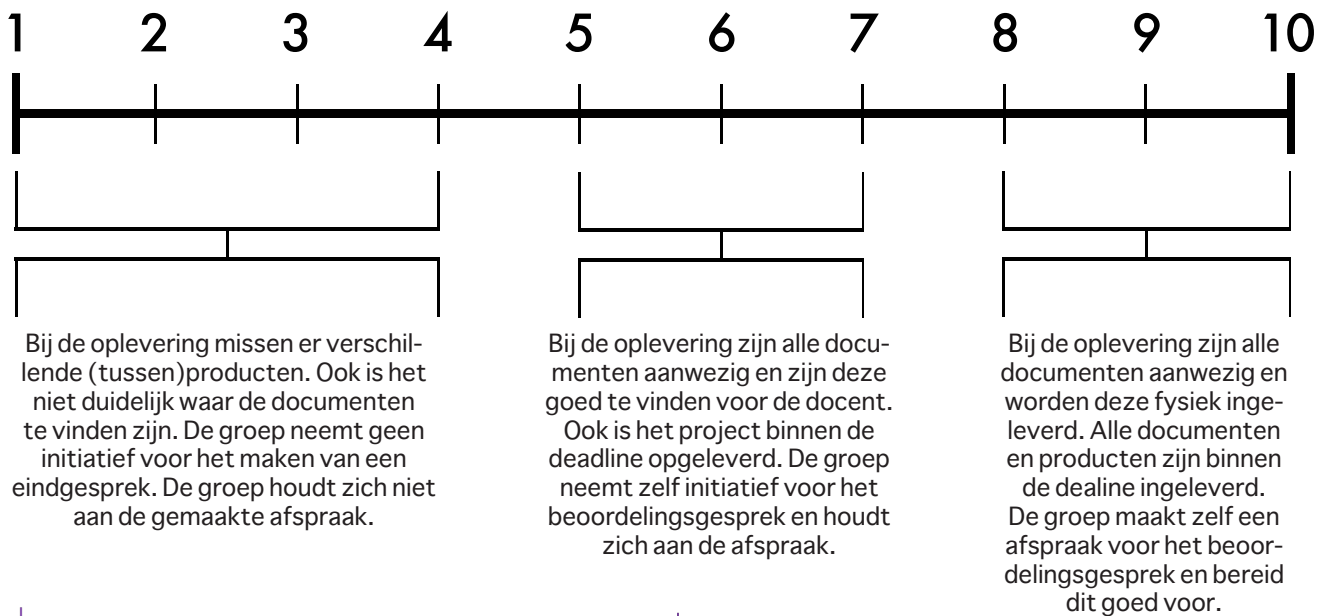 1 2 3 4 5 6 7 8 9 10
Bij de oplevering missen er verschil-
lende (tussen)producten. Ook is het
niet duidelijk waar de documenten
te vinden zijn. De groep neemt geen
initiatief voor het maken van een
eindgesprek. De groep houdt zich niet
aan de gemaakte afspraak.
Bij de oplevering zijn alle docu-
menten aanwezig en zijn deze
goed te vinden voor de docent.
Ook is het project binnen de
deadline opgeleverd. De groep
neemt zelf initiatief voor het
beoordelingsgesprek en houdt
zich aan de afspraak.
Bij de oplevering zijn alle
documenten aanwezig en
worden deze fysiek inge-
leverd. Alle documenten
en producten zijn binnen
de dealine ingeleverd.
De groep maakt zelf een
afspraak voor het beoor-
delingsgesprek en bereid
dit goed voor.